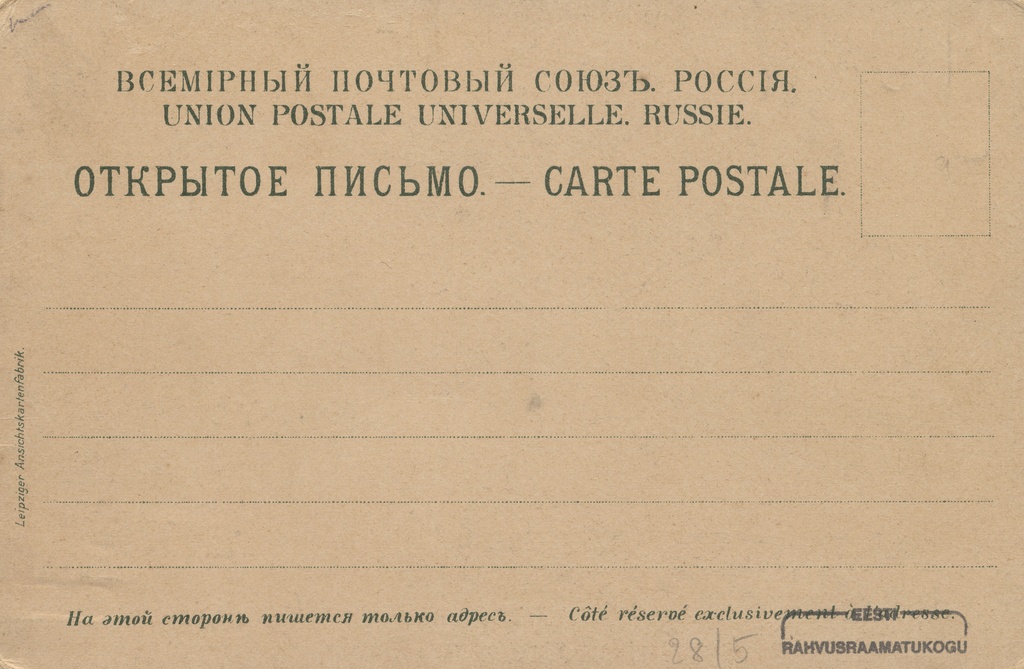 ВСЕМІРНЫЙ ПОЧТОВЫЙ СОЮЗЪ. РОССІЯ.
UNION POSTALE UNIVERSELLE. RUSSIE.
ОТКРЫТОЕ ПИСЬМО. — CARTE POSTALE.
Leipziger Ansichtskartenfabrik.
На этой сторонѣ пишется только адресъ. — Côté réservé exclusivement à l'adresse.
EESTI
RAHVUSRAAMATUKOGU
28/5